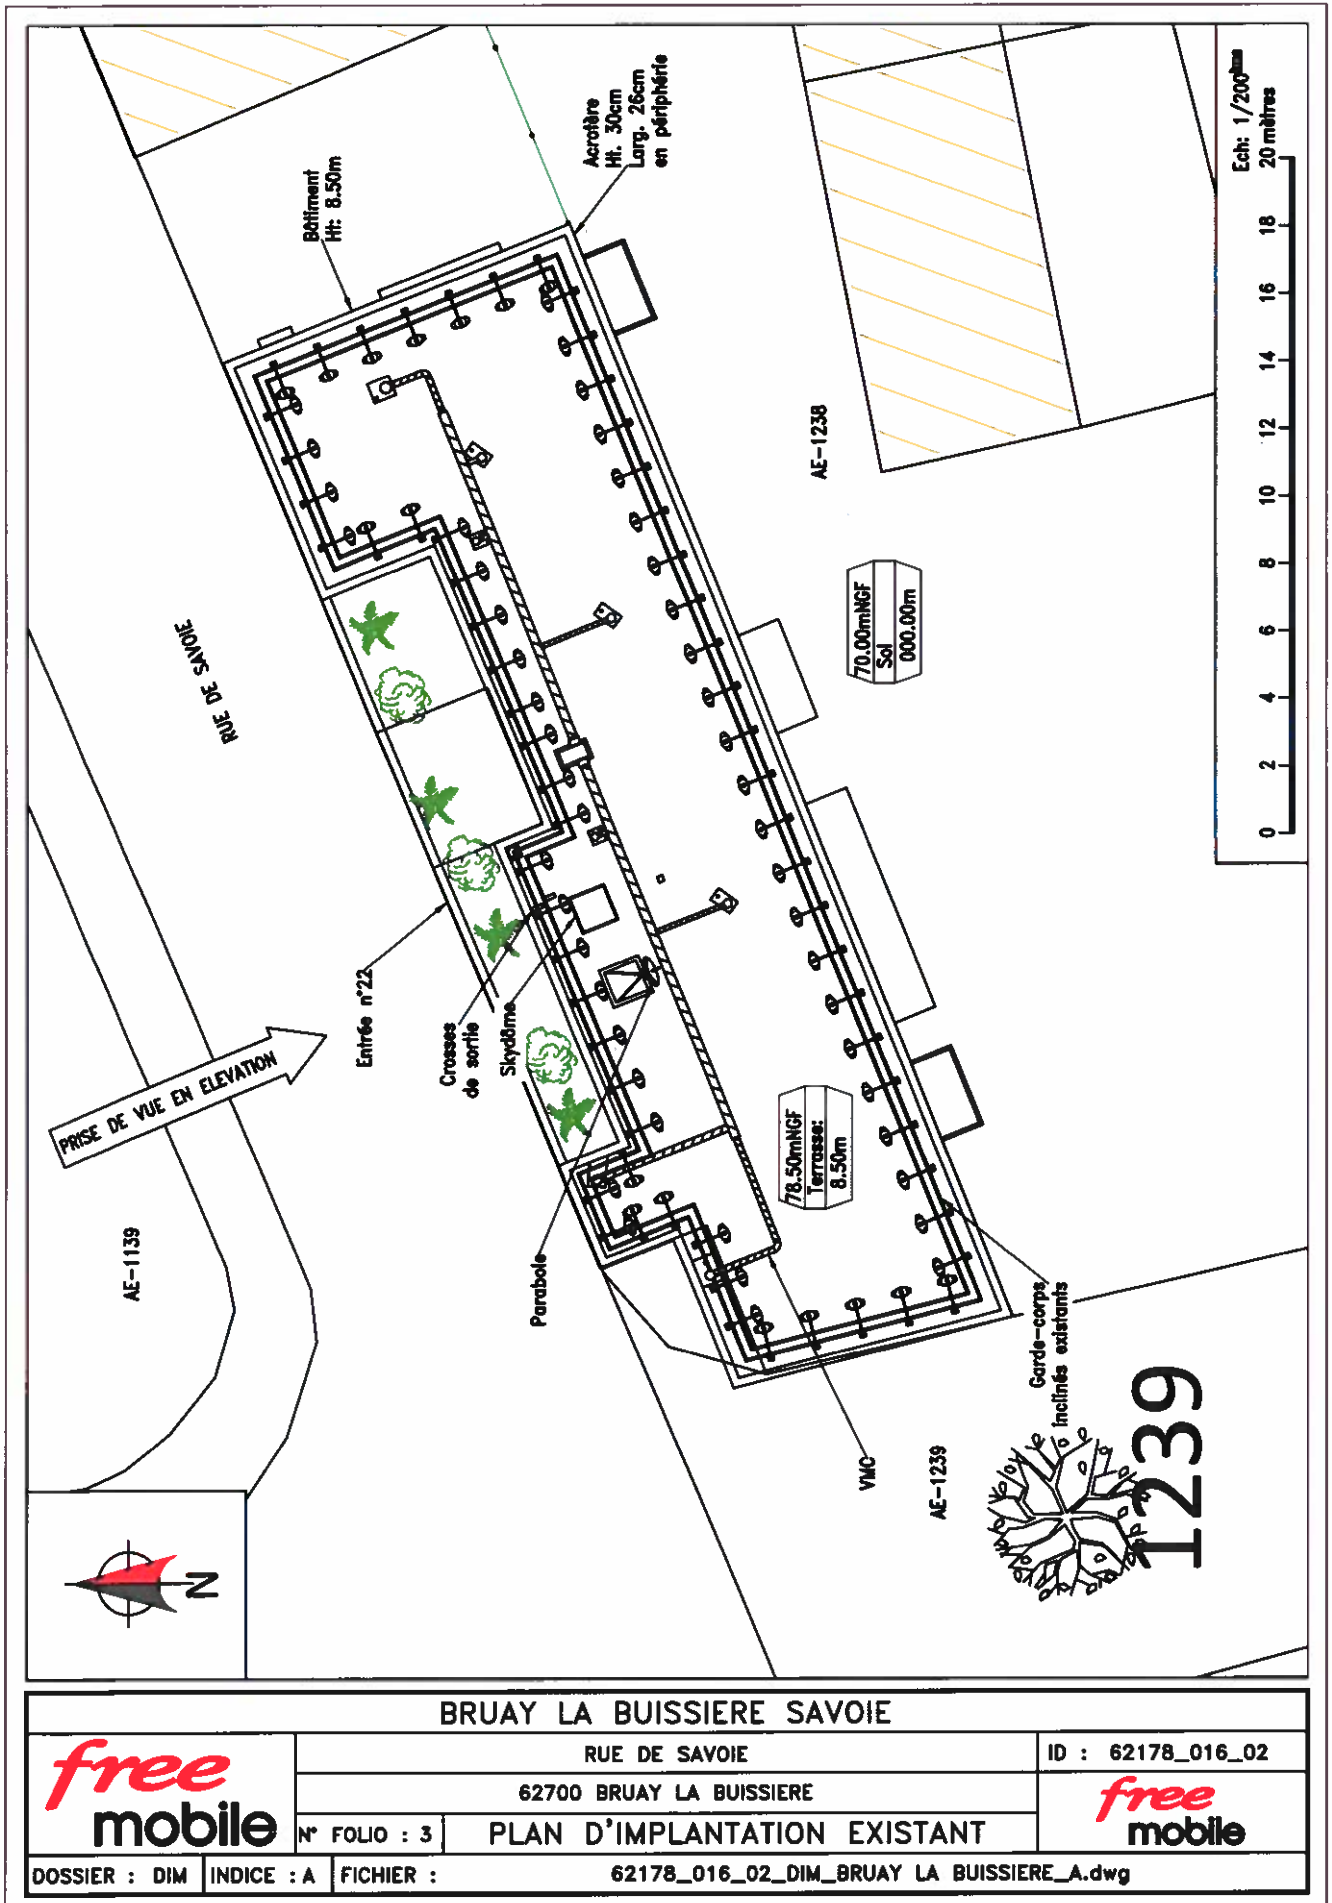 Acrotère
Ht. 30cm
Larg. 26cm
en périphérie
Bâtiment
Ht: 8.50m
Ech: 1/200ème
20 mètres
0 2 4 6 8 10 12 14 16 18
AE-1238
70.00mNGF
Sol
000.00m
RUE DE SAVOIE
Entrée n°22
Crosses
de sortie
Skydôme
PRISE DE VUE EN ELEVATION
78.50mNGF
Terrasse:
8.50m
AE-1139
Parabole
Garde-corps
inclinés existants
VMC
AE-1239
1239
N
BRUAY LA BUISSIERE SAVOIE
free
mobile
RUE DE SAVOIE
ID : 62178_016_02
62700 BRUAY LA BUISSIERE
free
mobile
N° FOLIO : 3
PLAN D'IMPLANTATION EXISTANT
DOSSIER : DIM
INDICE : A
FICHIER : 62178_016_02_DIM_BRUAY LA BUISSIERE_A.dwg